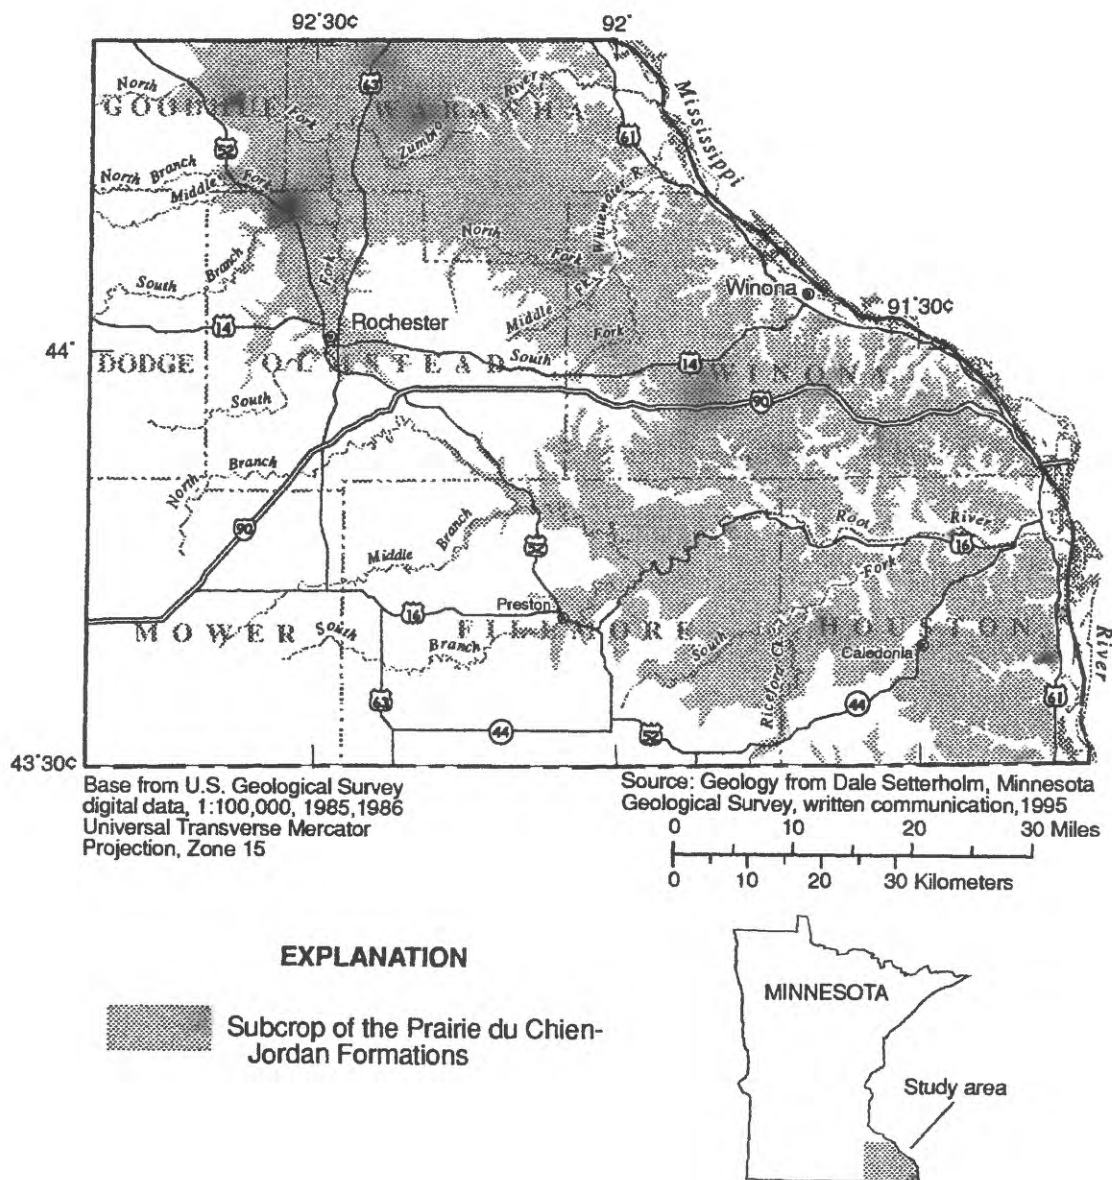 92°30¢
92°
63
North
GOODHUE
Fork
WABASHA
River
Zumbro
Mississippi
61
52
North Branch
Middle Fork
Whitewater R.
North
Fork
Fork
South Branch
Winona
91°30¢
Middle
Fk
Fork
14
Rochester
44°
DODGE
OLMSTEAD
South
14
WINONA
90
South
North Branch
90
Middle Branch
52
Root River
16
Fork
Preston
16
MOWER
South Branch
FILLMORE
South
HOUSTON
Caledonia
Riceford Ck
River
63
44
52
44
61
43°30¢
Base from U.S. Geological Survey
digital data, 1:100,000, 1985,1986
Universal Transverse Mercator
Projection, Zone 15
Source: Geology from Dale Setterholm, Minnesota
Geological Survey, written communication,1995
0 10 20 30 Miles
0 10 20 30 Kilometers
EXPLANATION
Subcrop of the Prairie du Chien-
Jordan Formations
MINNESOTA
Study area